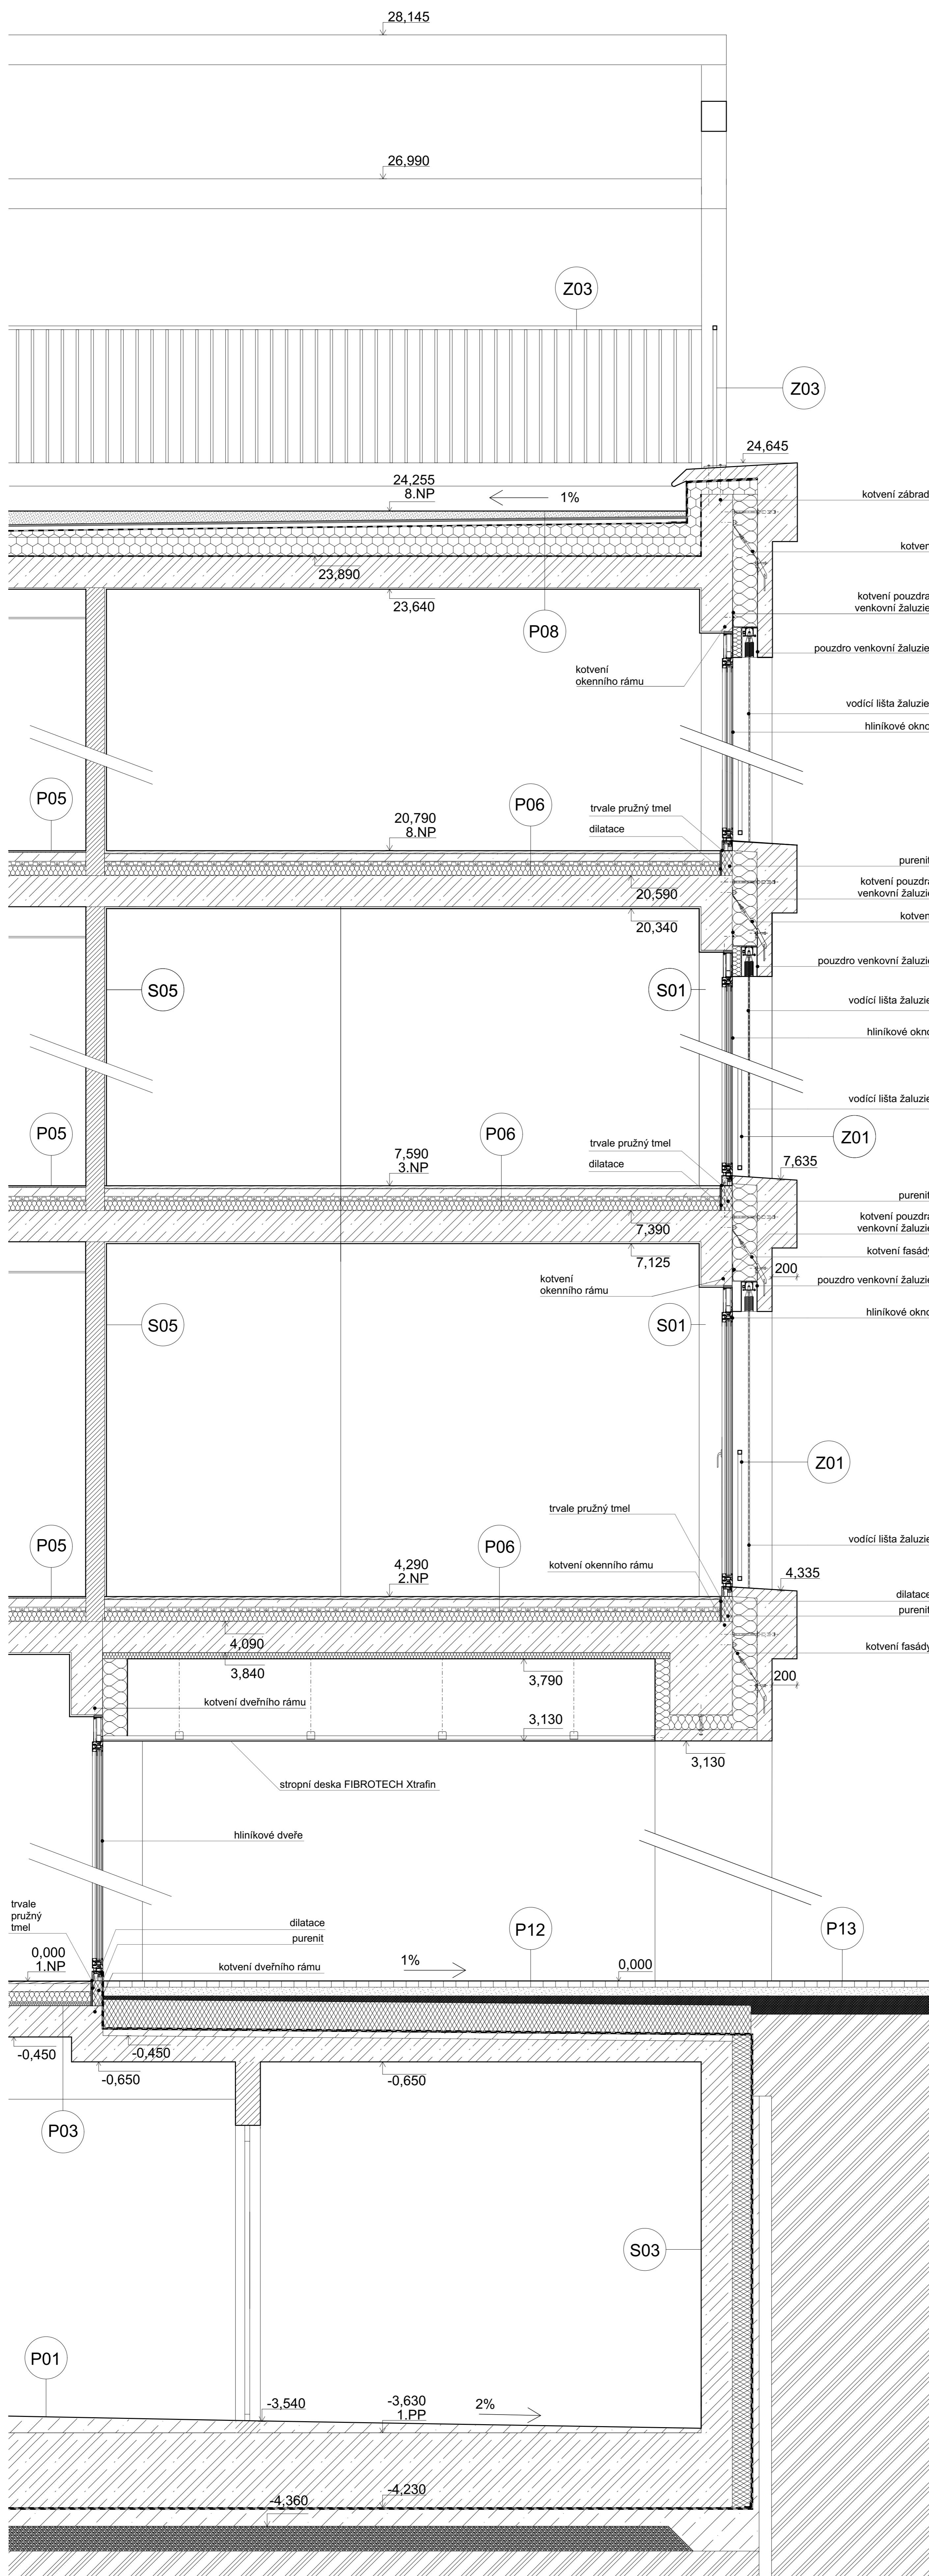 28,145
26,990
Z03
Z03
24,645
24,255
8.NP
1%
kotvení zábrad
23,890
kotven
23,640
kotvení pouzdra
venkovní žaluzie
P08
pouzdro venkovní žaluzie
kotvení
okenního rámu
vodící lišta žaluzie
hliníkové okno
P05
P06
trvale pružný tmel
20,790
8.NP
dilatace
purenit
kotvení pouzdra
venkovní žaluzie
20,590
kotven
20,340
pouzdro venkovní žaluzie
S05
S01
vodící lišta žaluzie
hliníkové okno
vodící lišta žaluzie
P05
P06
Z01
trvale pružný tmel
7,590
3.NP
dilatace
7,635
purenit
kotvení pouzdra
venkovní žaluzie
7,390
kotvení fasády
7,125
200
kotvení
okenního rámu
pouzdro venkovní žaluzie
hliníkové okno
S05
S01
Z01
trvale pružný tmel
P05
P06
vodící lišta žaluzie
kotvení okenního rámu
4,290
2.NP
4,335
dilatace
purenit
4,090
kotvení fasády
3,840
3,790
200
kotvení dveřního rámu
3,130
3,130
stropní deska FIBROTECH Xtrafin
hliníkové dveře
trvale
pružný
tmel
dilatace
P12
P13
purenit
0,000
1.NP
kotvení dveřního rámu
1%
0,000
-0,450
-0,450
-0,650
-0,650
P03
S03
P01
-3,540
-3,630
1.PP
2%
-4,230
-4,360